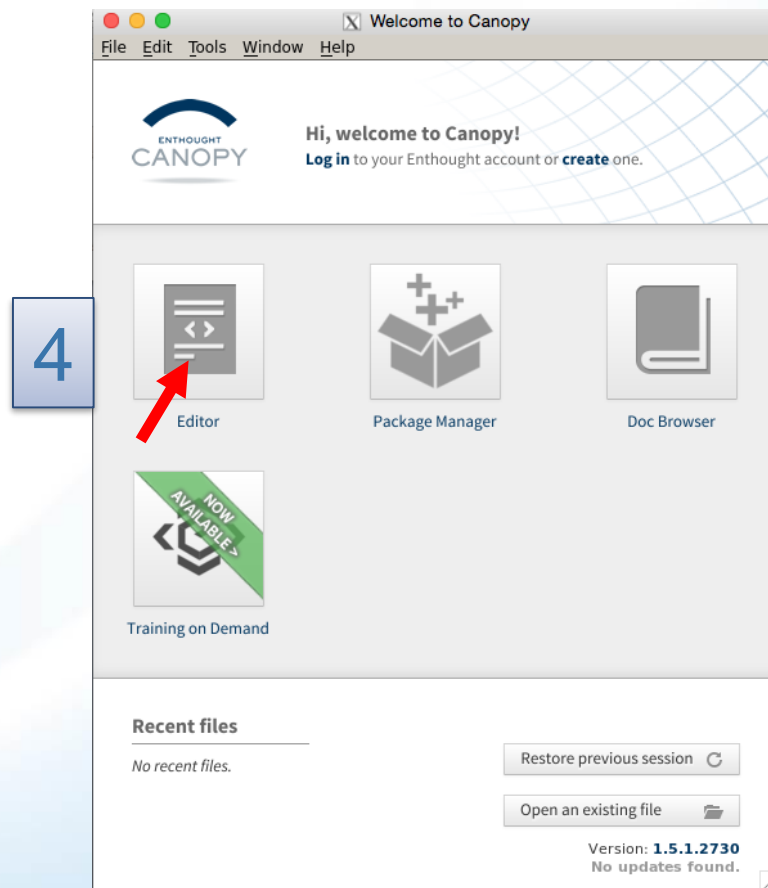 Welcome to Canopy
File Edit Tools Window Help
ENTHOUGHT
CANOPY
Hi, welcome to Canopy!
Log in to your Enthought account or create one.
4
Editor
Package Manager
Doc Browser
NOW
AVAILABLE >
Training on Demand
Recent files
No recent files.
Restore previous session
Open an existing file
Version: 1.5.1.2730
No updates found.